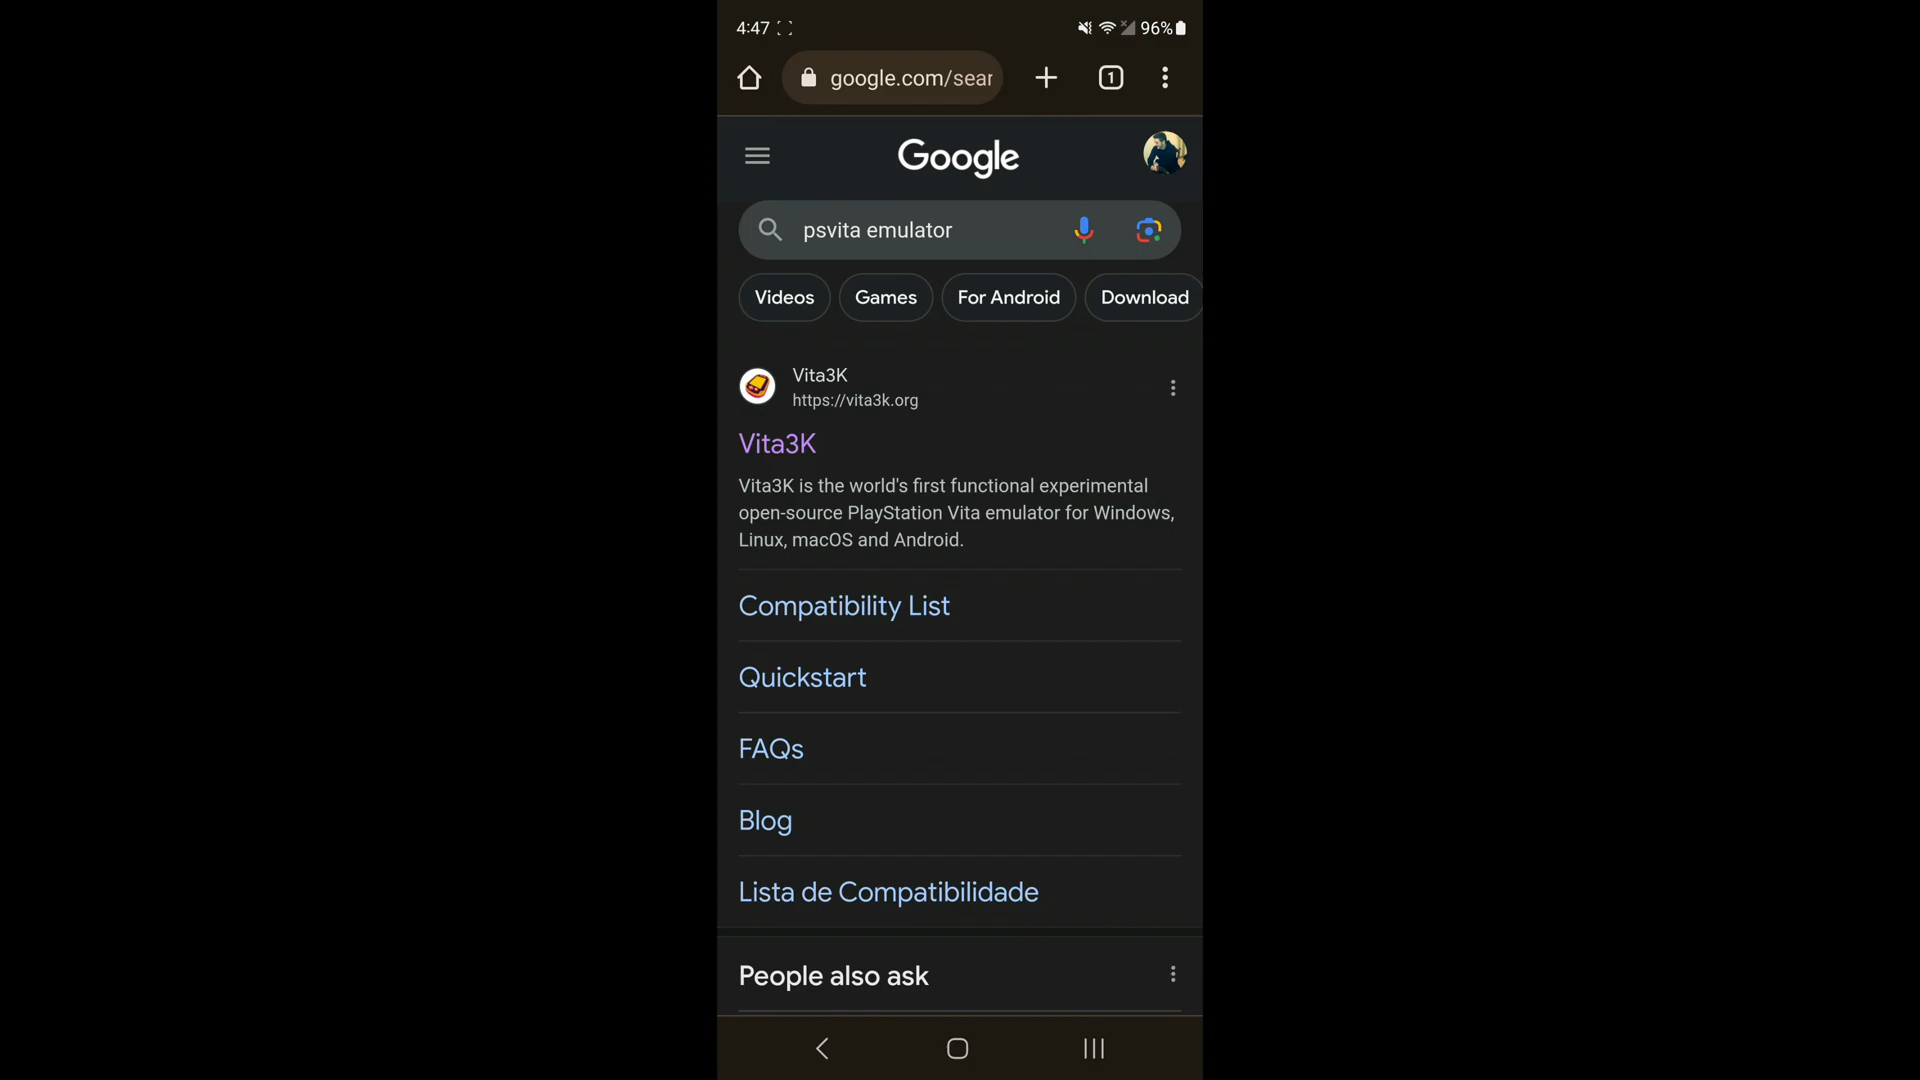 4:47
96%
google.com/sear
1
Google
psvita emulator
Videos
Games
For Android
Download
Vita3K
https://vita3k.org
Vita3K
Vita3K is the world's first functional experimental
open-source PlayStation Vita emulator for Windows,
Linux, macOS and Android.
Compatibility List
Quickstart
FAQs
Blog
Lista de Compatibilidade
People also ask